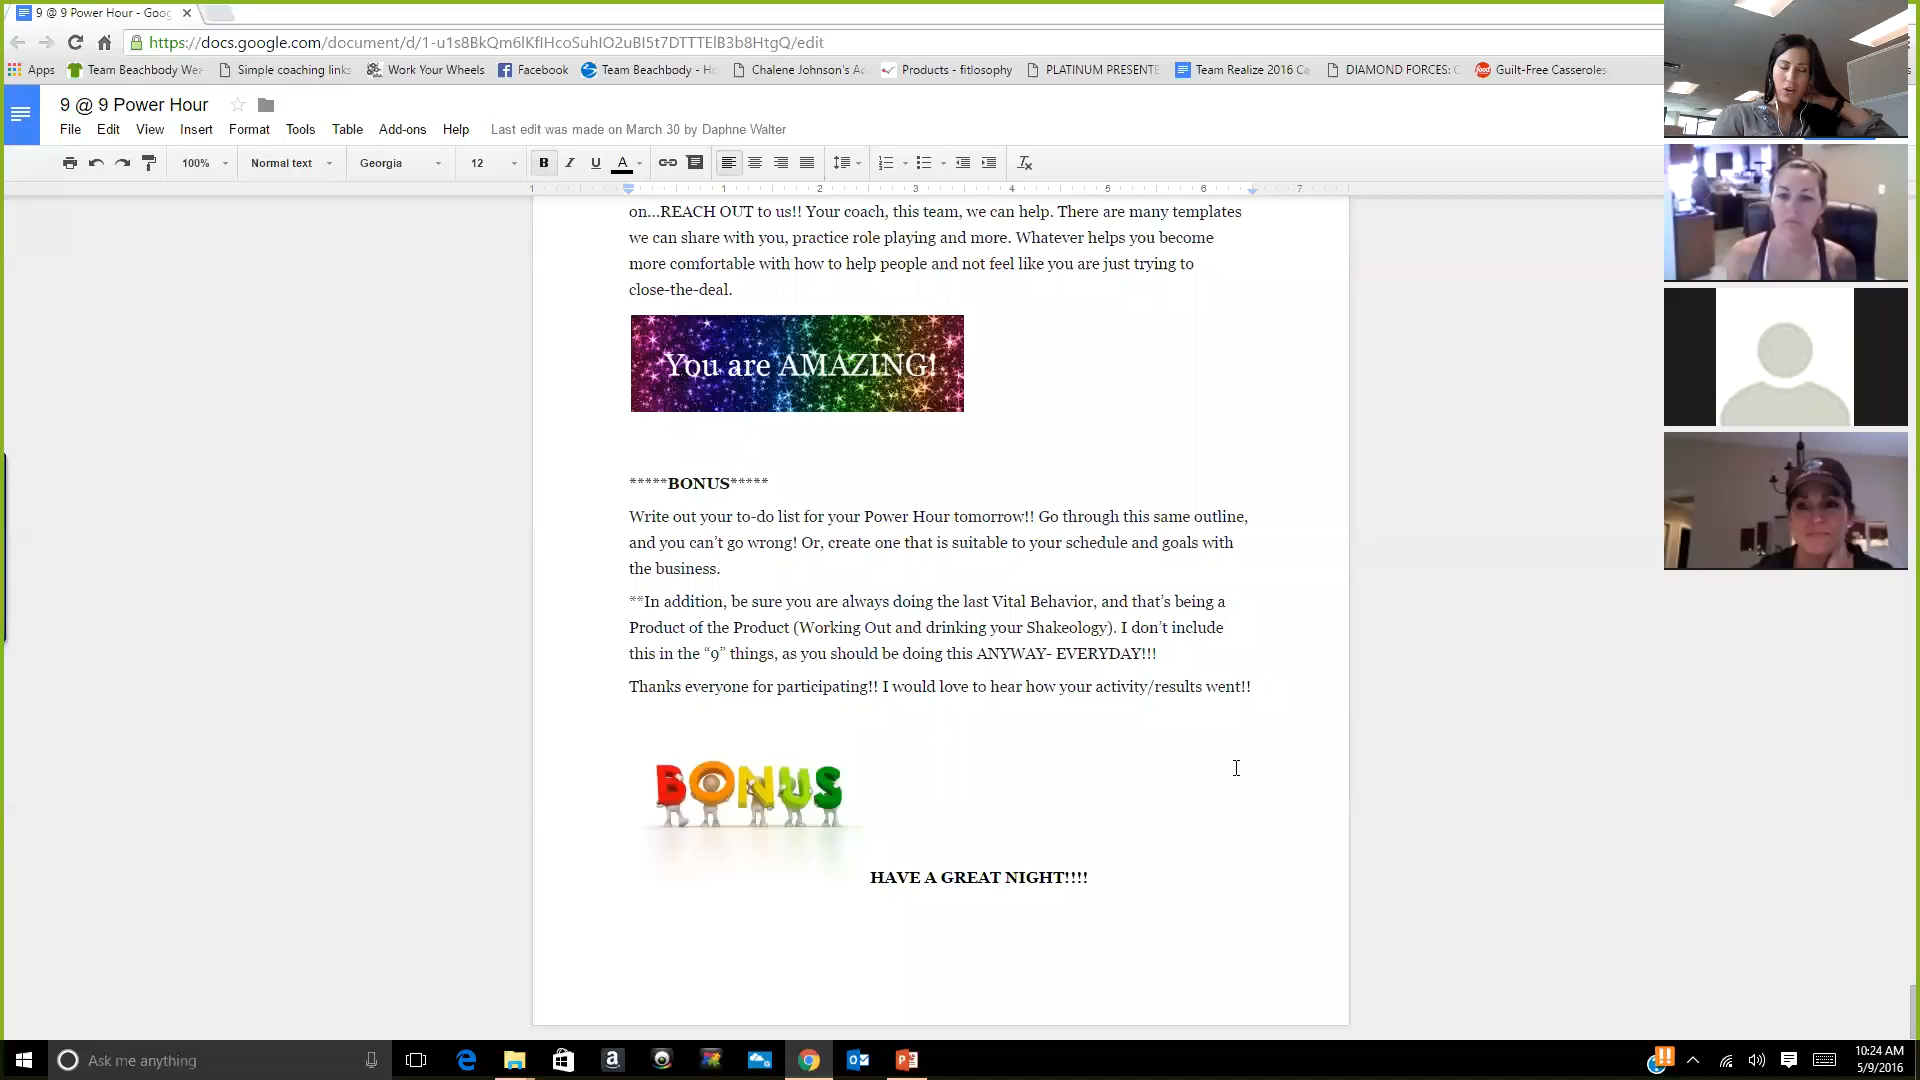 9 @ 9 Power Hour - Goog
https://docs.google.com/document/d/1-u1s8BkQm6lKfIHcoSuhIO2uBI5t7DTTTElB3b8HtgQ/edit
Apps Team Beachbody We Simple coaching links Work Your Wheels Facebook Team Beachbody - H Chalene Johnson's Ac Products - fitlosophy PLATINUM PRESENTE Team Realize 2016 Ca DIAMOND FORCES: C Guilt-Free Casseroles
9 @ 9 Power Hour
File Edit View Insert Format Tools Table Add-ons Help Last edit was made on March 30 by Daphne Walter
100% Normal text Georgia 12 B I U A
1 1 2 3 4 5 6 7
on...REACH OUT to us!! Your coach, this team, we can help. There are many templates
we can share with you, practice role playing and more. Whatever helps you become
more comfortable with how to help people and not feel like you are just trying to
close-the-deal.
You are AMAZING!
*****BONUS*****
Write out your to-do list for your Power Hour tomorrow!! Go through this same outline,
and you can't go wrong! Or, create one that is suitable to your schedule and goals with
the business.
**In addition, be sure you are always doing the last Vital Behavior, and that's being a
Product of the Product (Working Out and drinking your Shakeology). I don't include
this in the “9” things, as you should be doing this ANYWAY- EVERYDAY!!!
Thanks everyone for participating!! I would love to hear how your activity/results went!!
BONUS
HAVE A GREAT NIGHT!!!!
Ask me anything
10:24 AM
5/9/2016